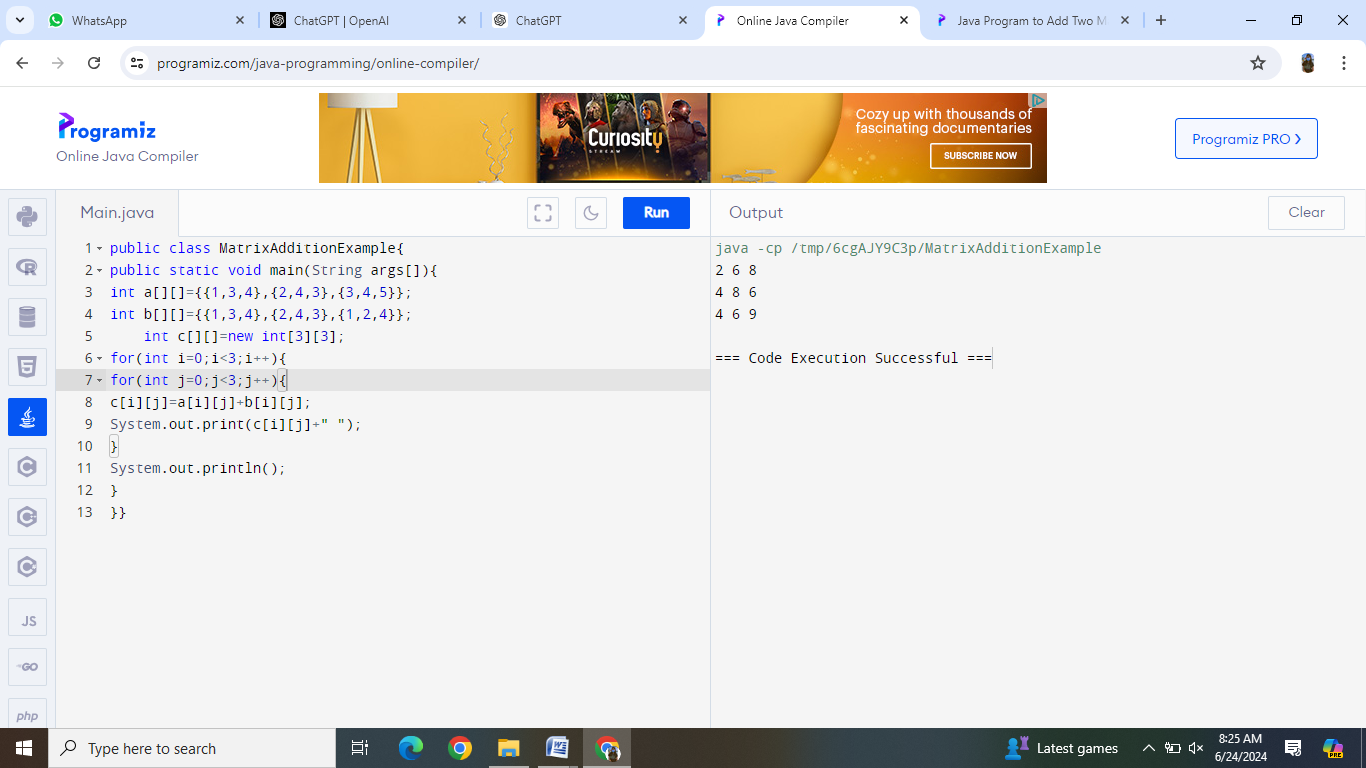 WhatsApp
ChatGPT | OpenAI
ChatGPT
Online Java Compiler
Java Program to Add Two M
programiz.com/java-programming/online-compiler/
Programiz
Online Java Compiler
CURIOSITY
STREAM
Cozy up with thousands of
fascinating documentaries
SUBSCRIBE NOW
Programiz PRO >
Main.java
Run
Output
Clear
1 public class MatrixAdditionExample{
2 public static void main(String args[]){
3 int a[][]={{1,3,4},{2,4,3},{3,4,5}};
4 int b[][]={{1,3,4},{2,4,3},{1,2,4}};
5     int c[][]=new int[3][3];
6 for(int i=0;i<3;i++){
7 for(int j=0;j<3;j++){
8 c[i][j]=a[i][j]+b[i][j];
9 System.out.print(c[i][j]+" ");
10 }
11 System.out.println();
12 }
13 }}
java -cp /tmp/6cgAJY9C3p/MatrixAdditionExample
2 6 8
4 8 6
4 6 9
=== Code Execution Successful ===
JS
GO
php
Type here to search
Latest games
8:25 AM
6/24/2024
PRE